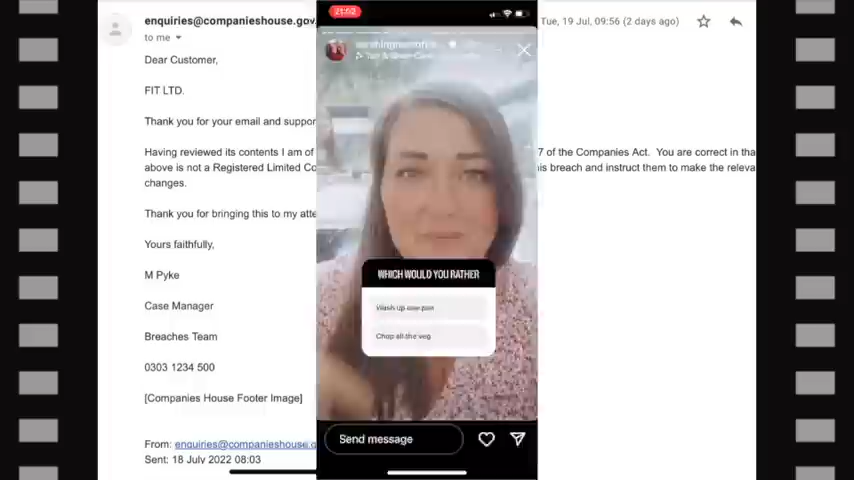 enquiries@companieshouse.gov.
to me
Tue, 19 Jul, 09:56 (2 days ago)
Dear Customer,
FIT LTD.
Thank you for your email and suppor
Having reviewed its contents I am of
7 of the Companies Act. You are correct in tha
above is not a Registered Limited Co
is breach and instruct them to make the releva
changes.
Thank you for bringing this to my atte
Yours faithfully,
M Pyke
Case Manager
Breaches Team
0303 1234 500
[Companies House Footer Image]
From: enquiries@companieshouse.g
Sent: 18 July 2022 08:03
21:02
WHICH WOULD YOU RATHER
Wash up one pan
Chop all the veg
Send message